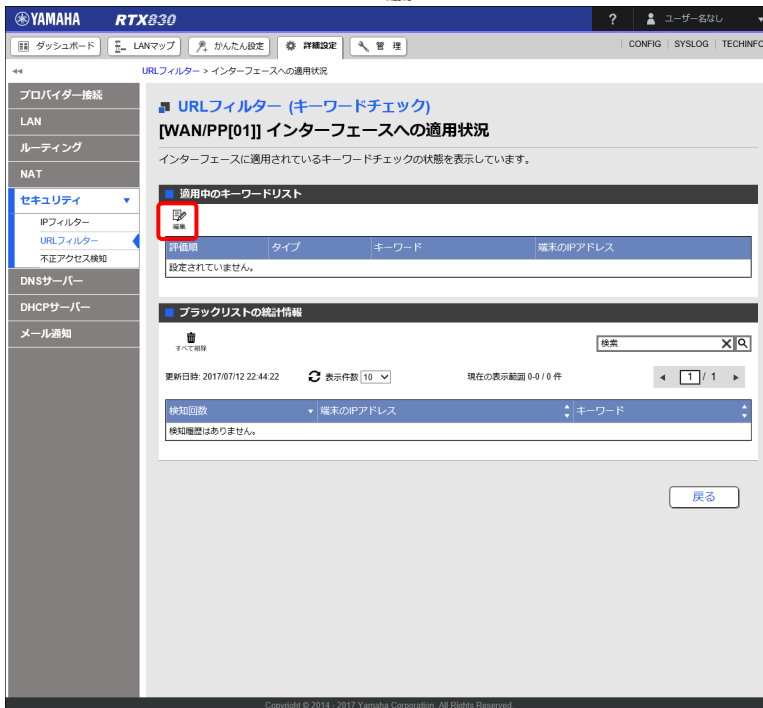 YAMAHA RTX830 ? ユーザー名なし
ダッシュボード LANマップ かんたん設定 詳細設定 管 理 CONFIG SYSLOG TECHINFO
URLフィルター > インターフェースへの適用状況
プロバイダー接続
LAN
ルーティング
NAT
セキュリティ
IPフィルター
URLフィルター
不正アクセス検知
DNSサーバー
DHCPサーバー
メール通知
URLフィルター (キーワードチェック)
[WAN/PP[01]] インターフェースへの適用状況
インターフェースに適用されているキーワードチェックの状態を表示しています。
適用中のキーワードリスト
編集
評価順 タイプ キーワード 端末のIPアドレス
設定されていません。
ブラックリストの統計情報
すべて削除
検索
更新日時: 2017/07/12 22:44:22 表示件数 10 現在の表示範囲 0-0 / 0 件 1 / 1
検知回数 端末のIPアドレス キーワード
検知履歴はありません。
戻る
Copyright © 2014 - 2017 Yamaha Corporation. All Rights Reserved.